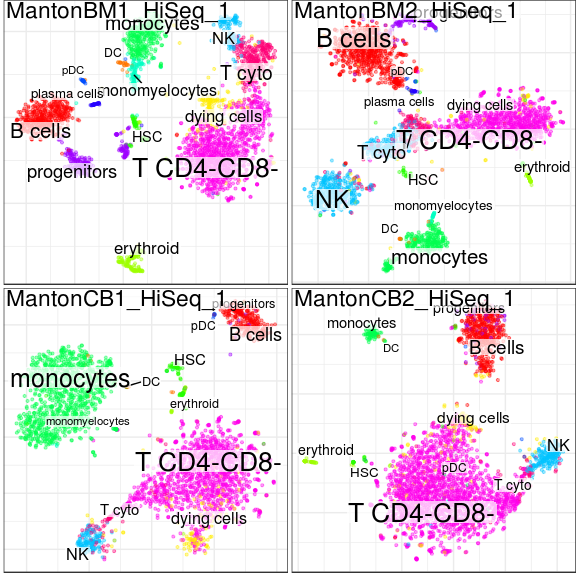 MantonBM1_HiSeq_1
monocytes
NK
DC
T cyto
pDC
monomyelocytes
plasma cells
dying cells
B cells
HSC
T CD4-CD8-
progenitors
erythroid
MantonBM2_HiSeq_1
progenitors
B cells
pDC
plasma cells
dying cells
T CD4-CD8-
T cyto
erythroid
HSC
NK
monomyelocytes
DC
monocytes
MantonCB1_HiSeq_1
progenitors
pDC
B cells
HSC
monocytes
DC
erythroid
monomyelocytes
T CD4-CD8-
T cyto
dying cells
NK
MantonCB2_HiSeq_1
progenitors
monocytes
DC
B cells
dying cells
erythroid
NK
HSC
pDC
T cyto
T CD4-CD8-